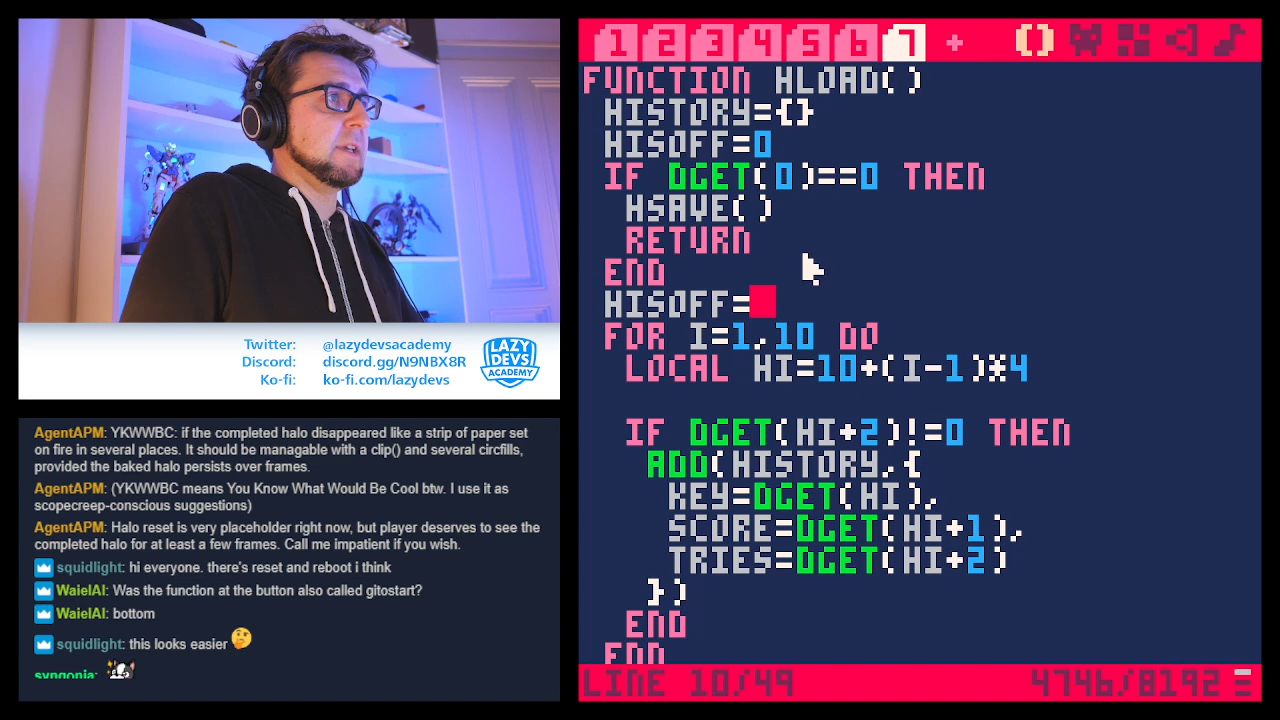 Twitter: @lazydevsacademy
Discord: discord.gg/N9NBX8R
Ko-fi: ko-fi.com/lazydevs
LAZY
DEVS
ACADEMY
AgentAPM: YKWWBC: if the completed halo disappeared like a strip of paper set
on fire in several places. It should be managable with a clip() and several circfills,
provided the baked halo persists over frames.
AgentAPM: (YKWWBC means You Know What Would Be Cool btw. I use it as
scopecreep-conscious suggestions)
AgentAPM: Halo reset is very placeholder right now, but player deserves to see the
completed halo for at least a few frames. Call me impatient if you wish.
squidlight: hi everyone. there's reset and reboot i think
WaielAI: Was the function at the button also called gitostart?
WaielAI: bottom
squidlight: this looks easier
syngonia:
1 2 3 4 5 6 7 + ()
FUNCTION HLOAD()
HISTORY={}
HISOFF=0
IF DGET(0)==0 THEN
HSAVE()
RETURN
END
HISOFF=
FOR I=1,10 DO
LOCAL HI=10+(I-1)*4
IF DGET(HI+2)!=0 THEN
ADD(HISTORY,{
KEY=DGET(HI),
SCORE=DGET(HI+1),
TRIES=DGET(HI+2)
})
END
END
LINE 10/49 4746/8192